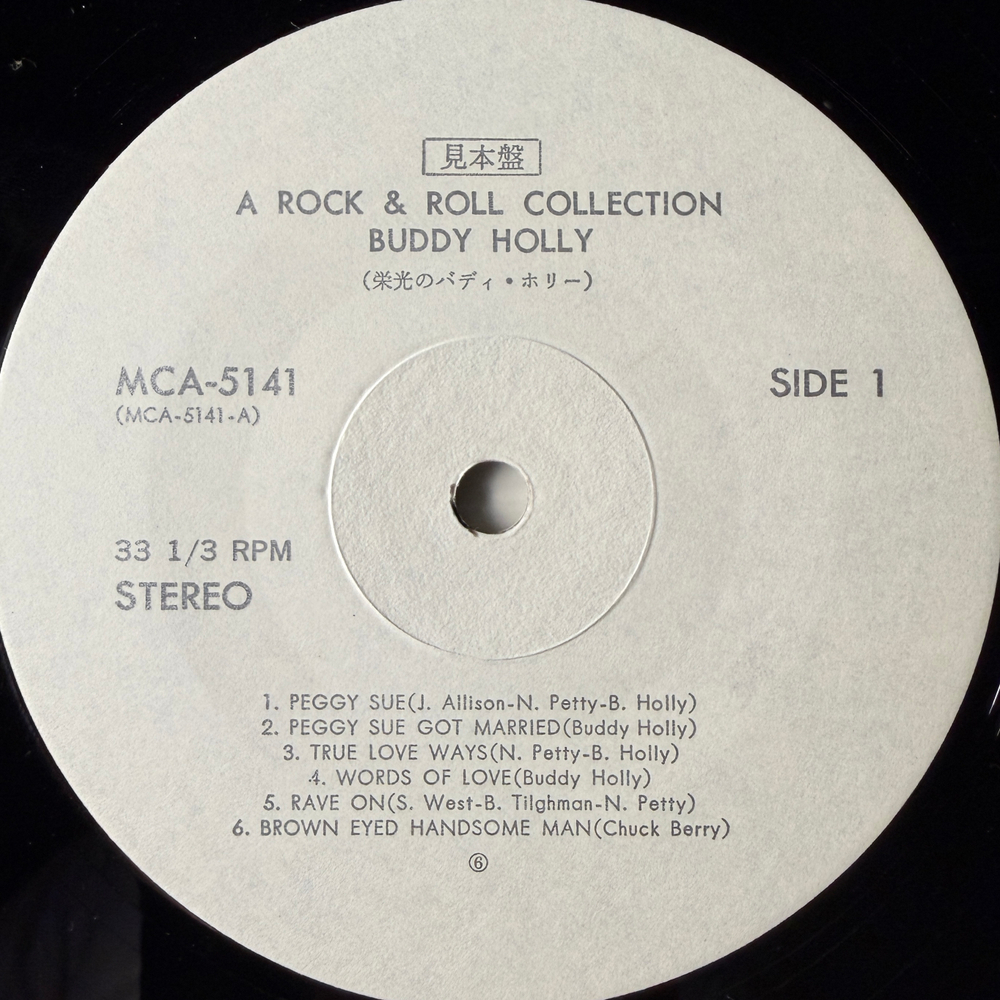 見本盤
A ROCK & ROLL COLLECTION
BUDDY HOLLY
(栄光のバディ・ホリー)
MCA-5141
(MCA-5141-A)
SIDE 1
33 1/3 RPM
STEREO
1. PEGGY SUE(J. Allison-N. Petty-B. Holly)
2. PEGGY SUE GOT MARRIED(Buddy Holly)
3. TRUE LOVE WAYS(N. Petty-B. Holly)
4. WORDS OF LOVE(Buddy Holly)
5. RAVE ON(S. West-B. Tilghman-N. Petty)
6. BROWN EYED HANDSOME MAN(Chuck Berry)
⑥